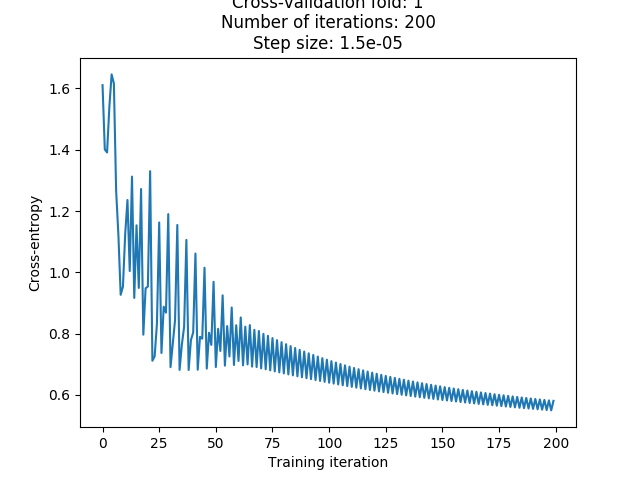 Cross-validation fold: 1
Number of iterations: 200
Step size: 1.5e-05
1.6
1.4
1.2
1.0
0.8
0.6
Cross-entropy
0 25 50 75 100 125 150 175 200
Training iteration